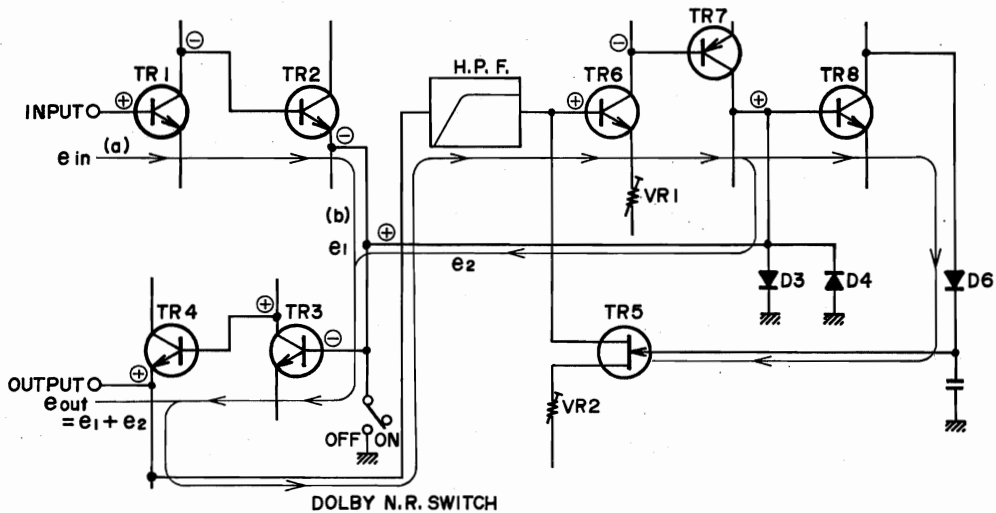 TR7
TR1
TR2
H.P.F.
TR6
TR8
⊖
⊖
⊕
⊕
⊕
INPUT
e in (a)
⊖
VR1
(b)
e1
⊕
e2
D3
D4
D6
TR4
TR3
TR5
⊕
⊖
⊕
OUTPUT
e out
= e1 + e2
VR2
OFF
ON
DOLBY N.R. SWITCH